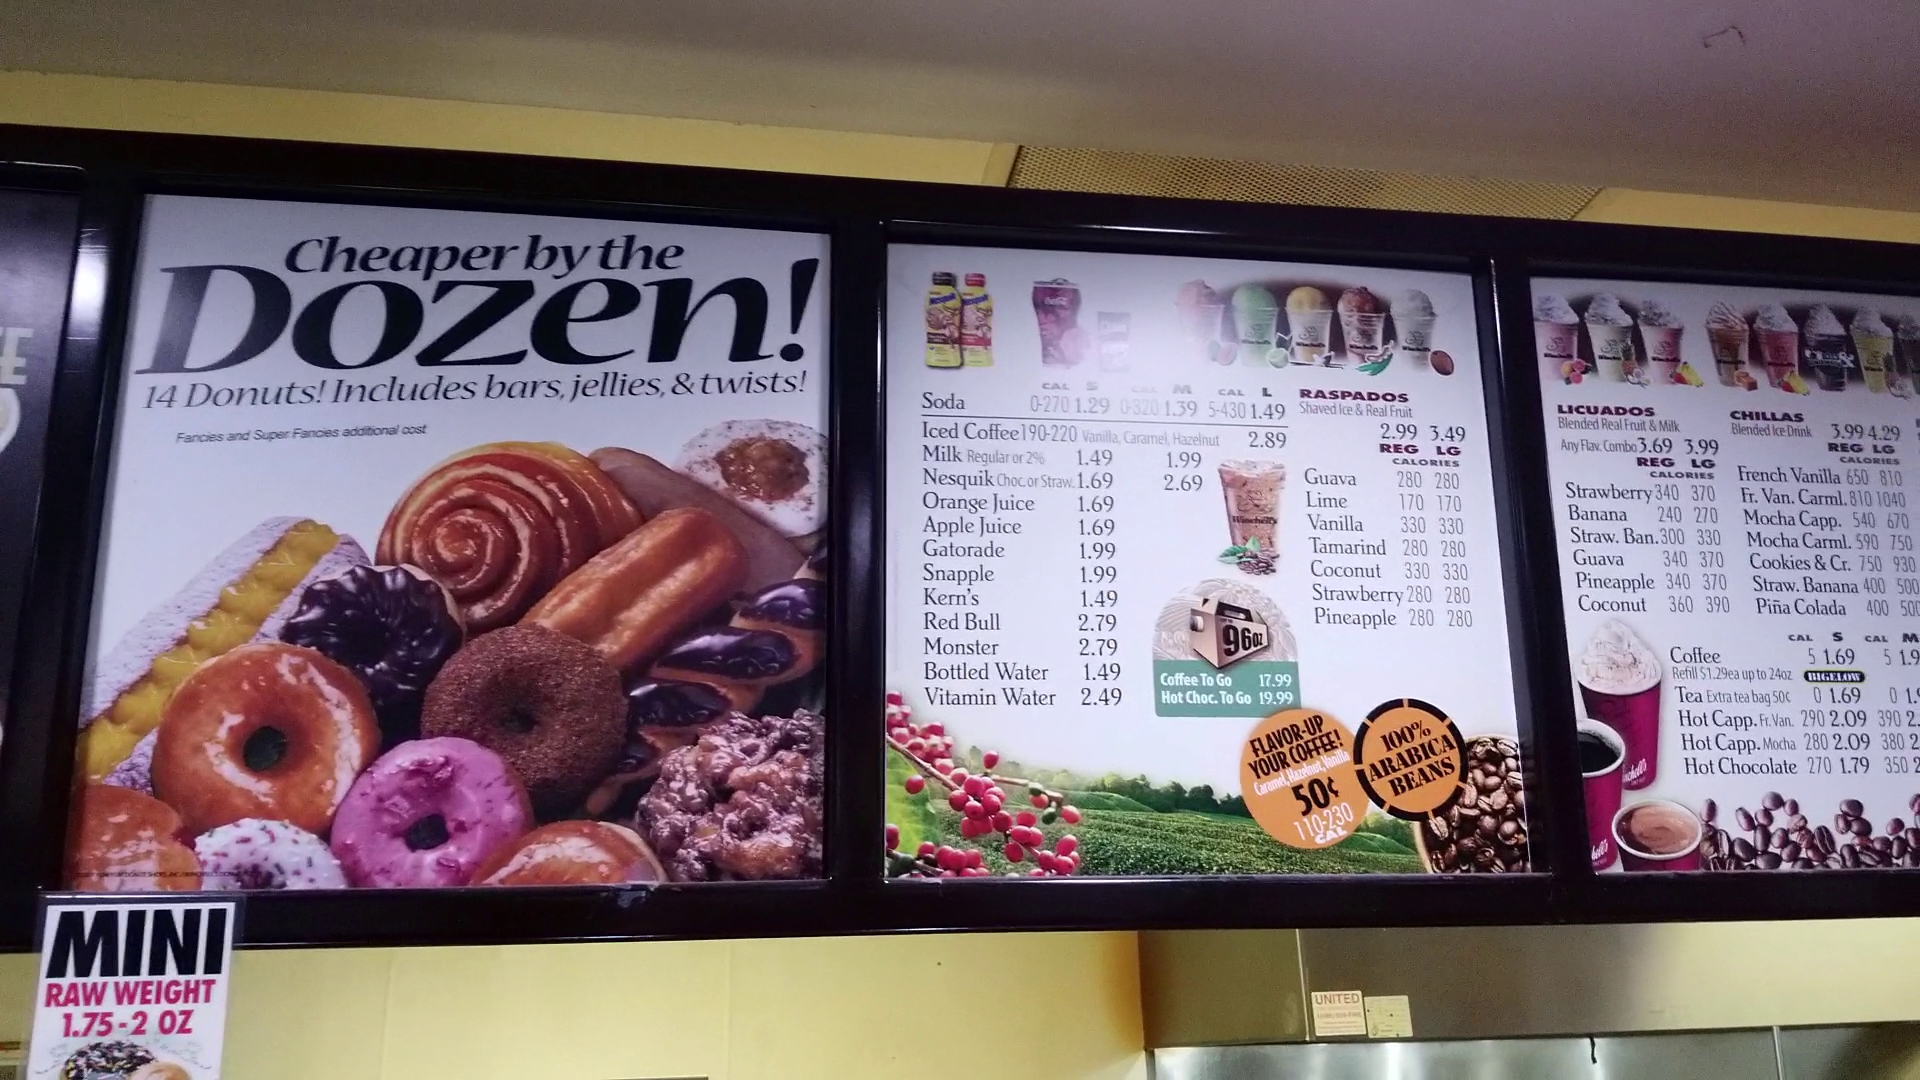 Cheaper by the
Dozen!
14 Donuts! Includes bars, jellies, & twists!
Fancies and Super Fancies additional cost
MINI
RAW WEIGHT
1.75 - 2 OZ
CAL S CAL M CAL L
Soda 0-270 1.29 0-320 1.39 5-430 1.49
Iced Coffee 190-220 Vanilla, Caramel, Hazelnut 2.89
Milk Regular or 2% 1.49 1.99
Nesquik Choc. or Straw. 1.69 2.69
Orange Juice 1.69
Apple Juice 1.69
Gatorade 1.99
Snapple 1.99
Kern's 1.49
Red Bull 2.79
Monster 2.79
Bottled Water 1.49
Vitamin Water 2.49
Winchell's
96oz
Coffee To Go 17.99
Hot Choc. To Go 19.99
RASPADOS
Shaved Ice & Real Fruit
2.99 3.49
REG LG
CALORIES
Guava 280 280
Lime 170 170
Vanilla 330 330
Tamarind 280 280
Coconut 330 330
Strawberry 280 280
Pineapple 280 280
FLAVOR-UP
YOUR COFFEE!
Caramel, Hazelnut, Vanilla
50¢
110-230
CAL
100%
ARABICA
BEANS
LICUADOS
Blended Real Fruit & Milk
Any Flav. Combo 3.69 3.99
REG LG
CALORIES
Strawberry 340 370
Banana 240 270
Straw. Ban. 300 330
Guava 340 370
Pineapple 340 370
Coconut 360 390
CHILLAS
Blended Ice Drink 3.99 4.29
REG LG
CALORIES
French Vanilla 650 810
Fr. Van. Carml. 810 1040
Mocha Capp. 540 670
Mocha Carml. 590 750
Cookies & Cr. 750 930
Straw. Banana 400 500
Piña Colada 400 500
CAL S CAL M
Coffee 5 1.69 5 1.9
Refill $1.29ea up to 24oz BIGELOW
Tea Extra tea bag 50¢ 0 1.69 0 1.
Hot Capp. Fr. Van. 290 2.09 390 2
Hot Capp. Mocha 280 2.09 380 2
Hot Chocolate 270 1.79 350 2
UNITED